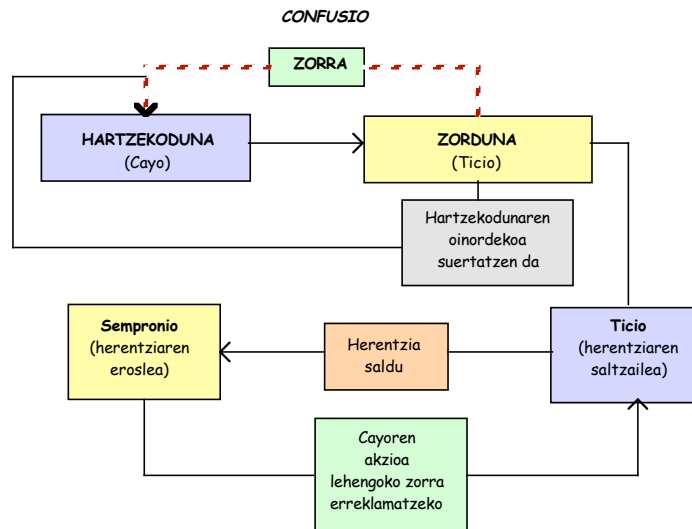 CONFUSIO
ZORRA
HARTZEKODUNA
(Cayo)
ZORDUNA
(Ticio)
Hartzekodunaren
oinordekoa
suertatzen da
Sempronio
(herentziaren
eroslea)
Herentzia
saldu
Ticio
(herentziaren
saltzailea)
Cayoren
akzioa
lehengoko zorra
erreklamatzeko